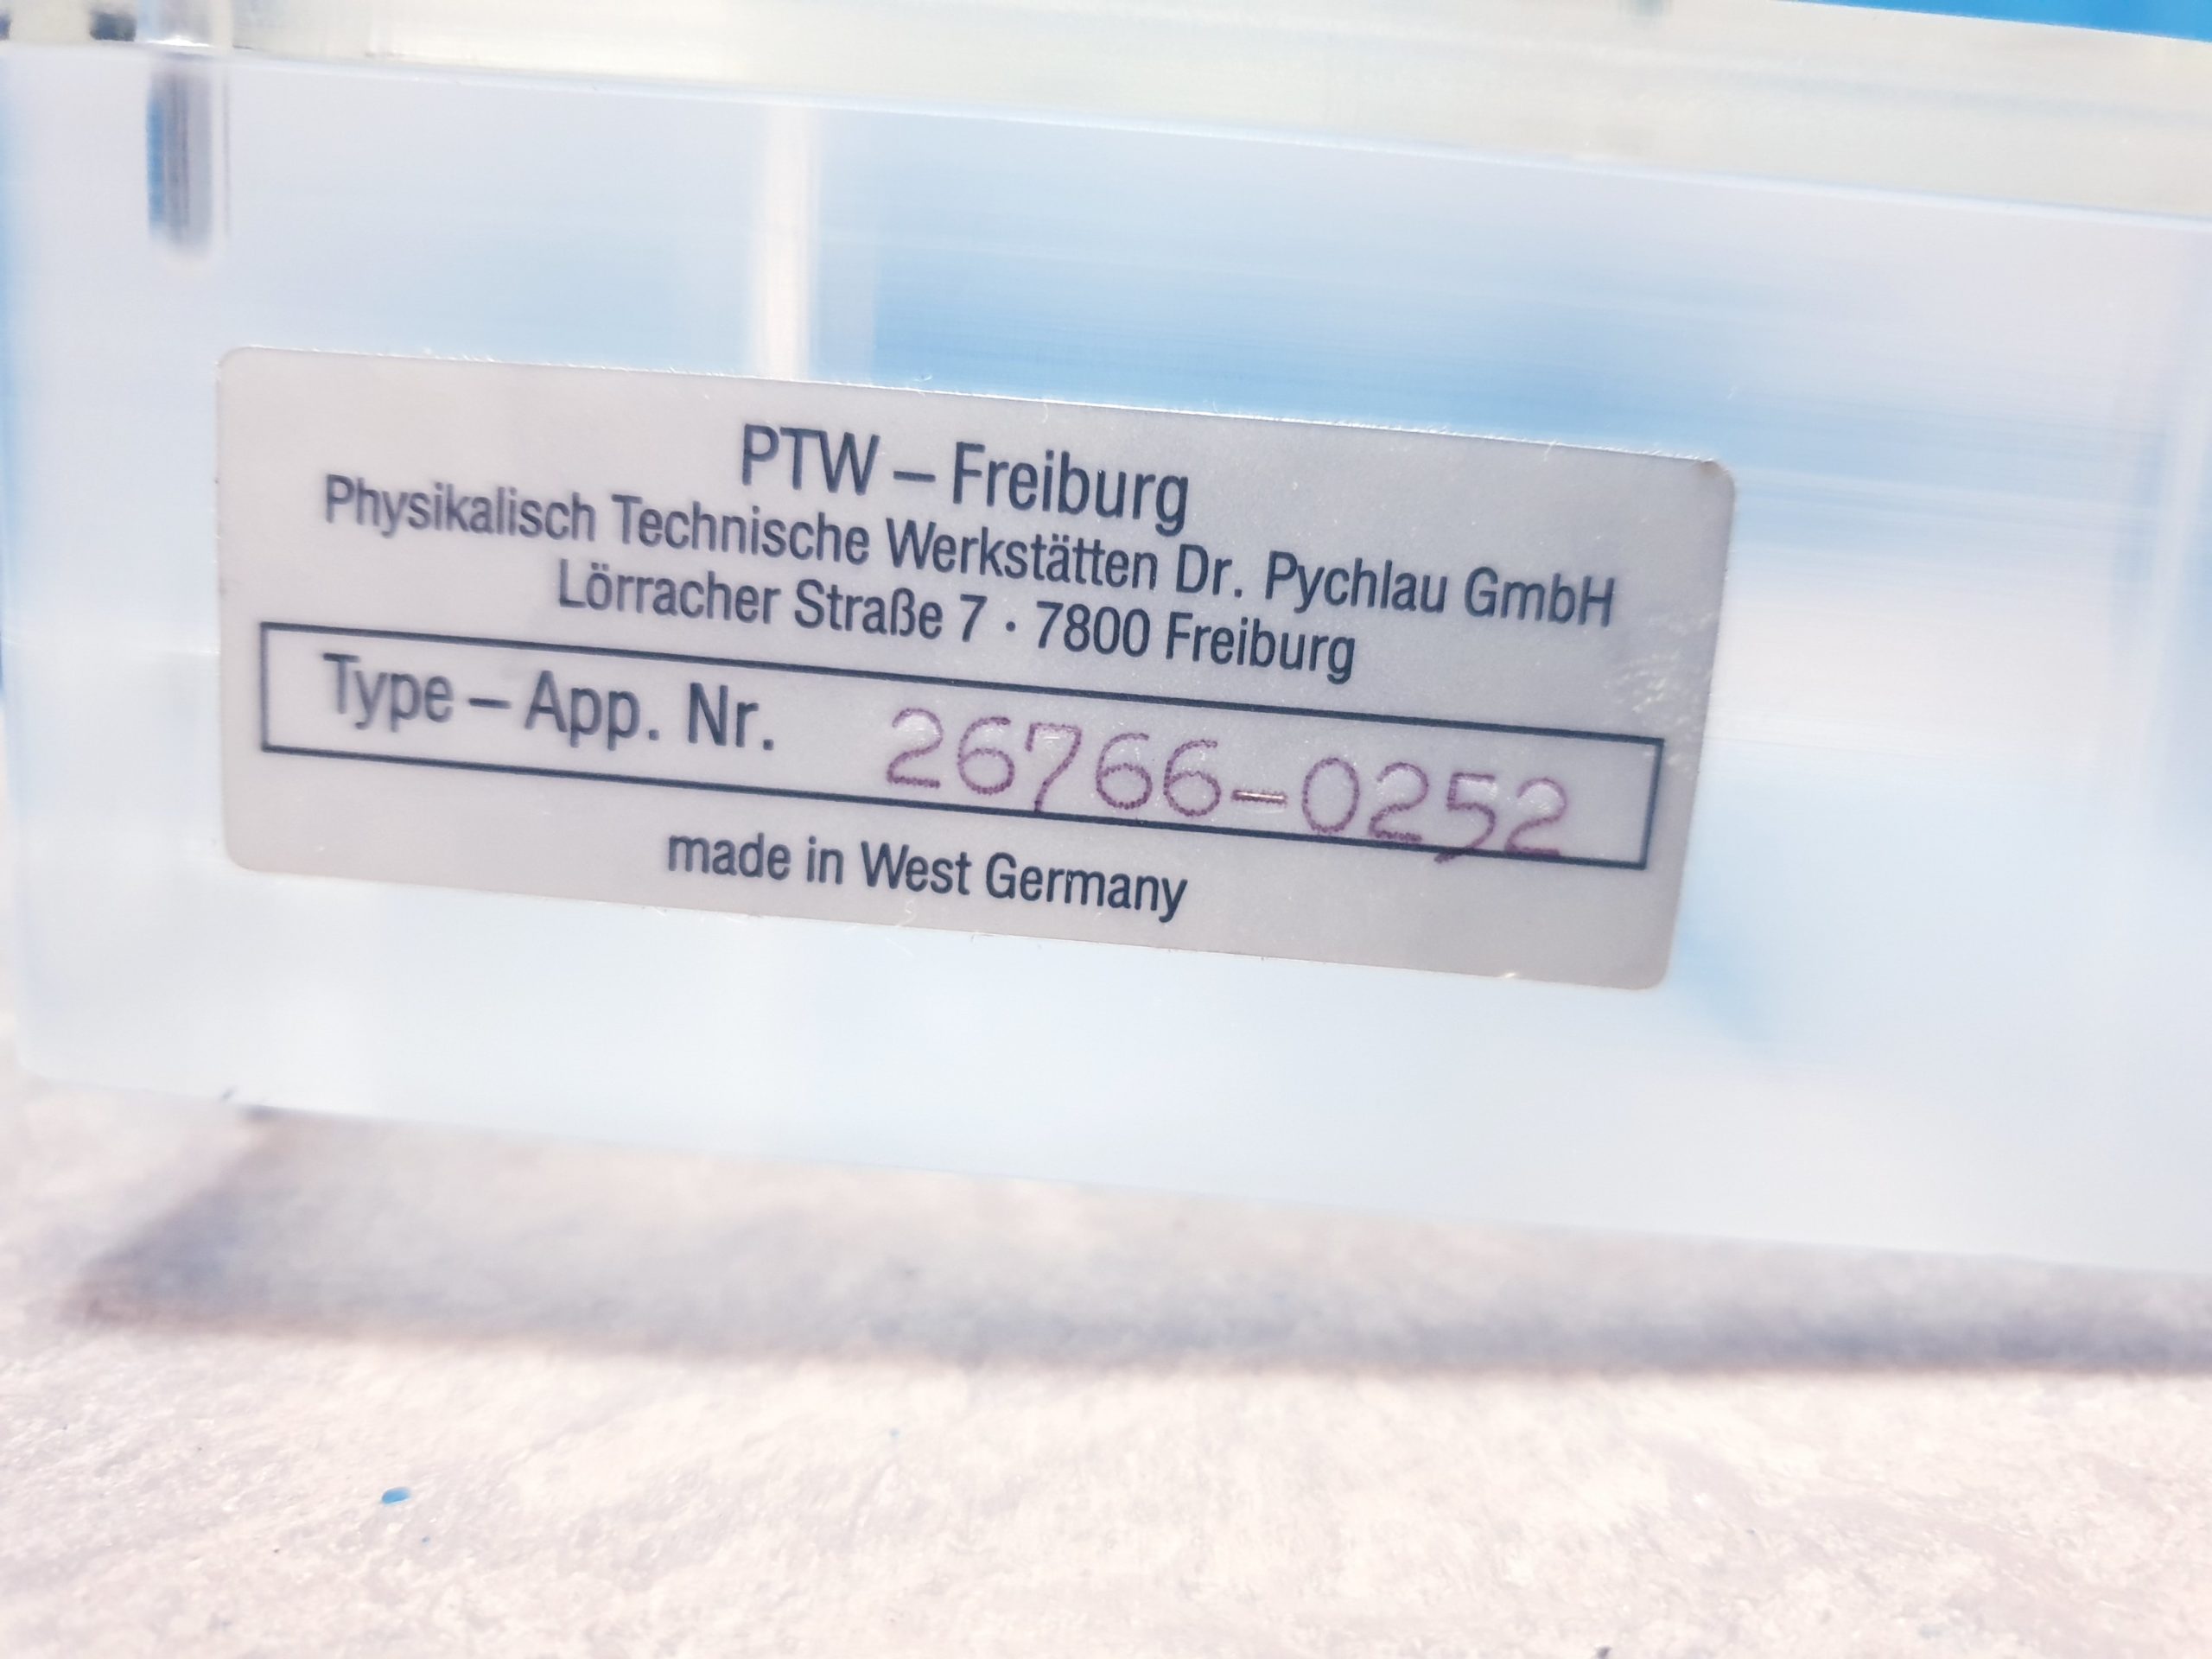 PTW – Freiburg
Physikalisch Technische Werkstätten Dr. Pychlau GmbH
Lörracher Straße 7 · 7800 Freiburg
Type – App. Nr. 26766-0252
made in West Germany